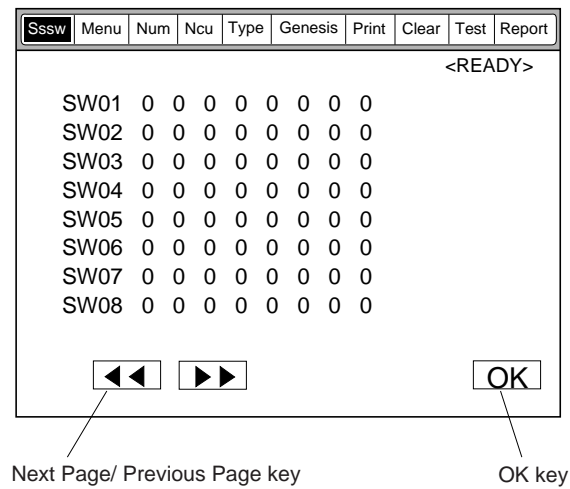 Sssw Menu Num Ncu Type Genesis Print Clear Test Report
<READY>
SW01 0 0 0 0 0 0 0 0
SW02 0 0 0 0 0 0 0 0
SW03 0 0 0 0 0 0 0 0
SW04 0 0 0 0 0 0 0 0
SW05 0 0 0 0 0 0 0 0
SW06 0 0 0 0 0 0 0 0
SW07 0 0 0 0 0 0 0 0
SW08 0 0 0 0 0 0 0 0
OK
Next Page/ Previous Page key OK key